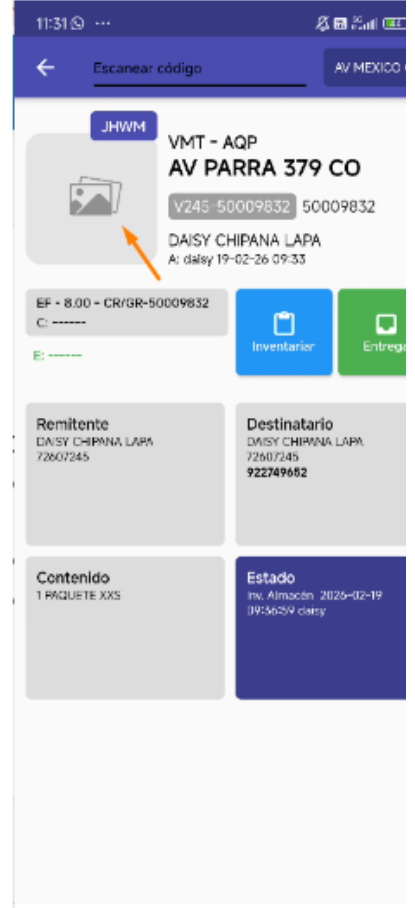 11:31
Escanear código
AV MEXICO
JHWM
VMT - AQP
AV PARRA 379 CO
V245-50009832 50009832
DAISY CHIPANA LAPA
A: daisy 19-02-26 09:33
EF - 8.00 - CR/GR-50009832
C: ------
E: ------
Inventariar
Entrega
Remitente
DAISY CHIPANA LAPA
72607245
Destinatario
DAISY CHIPANA LAPA
72607245
922749652
Contenido
1 PAQUETE XXS
Estado
Inv. Almacén 2026-02-19
09:36:59 daisy